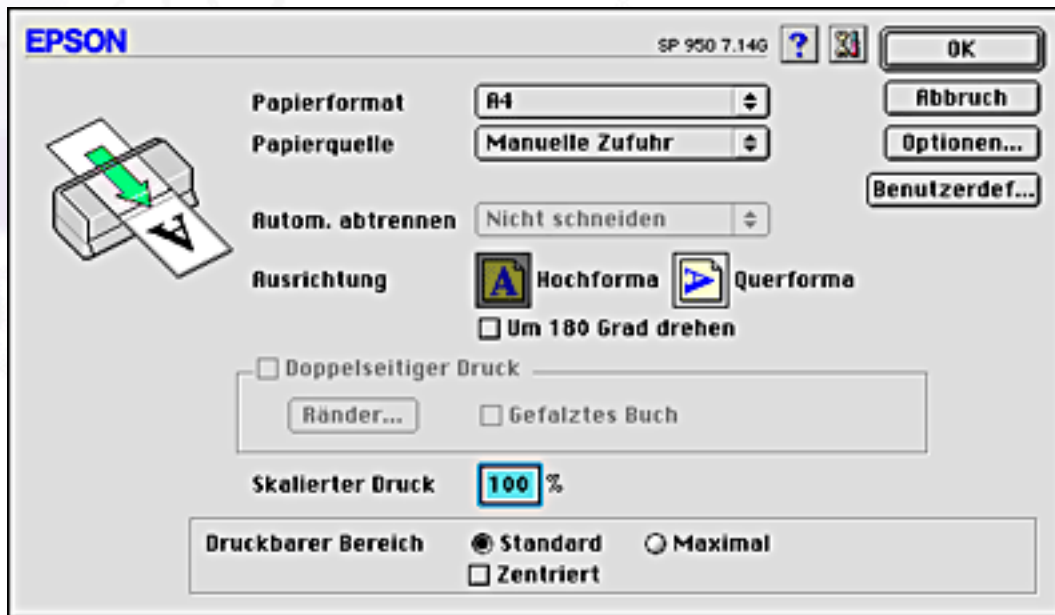 EPSON SP 950 7.14G ? OK
Papierformat A4 Abbruch
Papierquelle Manuelle Zufuhr Optionen...
Benutzerdef...
Autom. abtrennen Nicht schneiden
Ausrichtung A Hochforma A Querforma
A
Um 180 Grad drehen
Doppelseitiger Druck
Ränder... Gefalztes Buch
Skalierter Druck 100 %
Druckbarer Bereich Standard Maximal
Zentriert